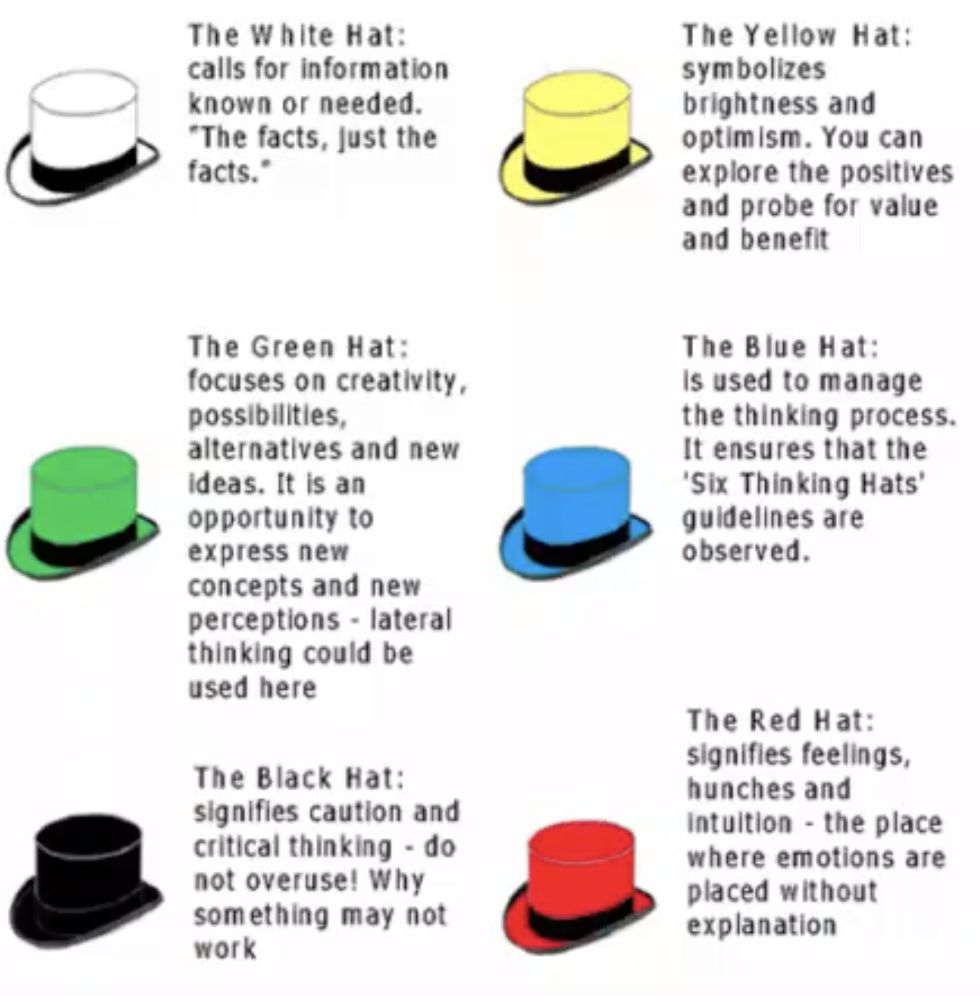 The White Hat:
calls for information
known or needed.
"The facts, just the
facts."
The Yellow Hat:
symbolizes
brightness and
optimism. You can
explore the positives
and probe for value
and benefit
The Green Hat:
focuses on creativity,
possibilities,
alternatives and new
ideas. It is an
opportunity to
express new
concepts and new
perceptions - lateral
thinking could be
used here
The Blue Hat:
is used to manage
the thinking process.
It ensures that the
'Six Thinking Hats'
guidelines are
observed.
The Black Hat:
signifies caution and
critical thinking - do
not overuse! Why
something may not
work
The Red Hat:
signifies feelings,
hunches and
intuition - the place
where emotions are
placed without
explanation